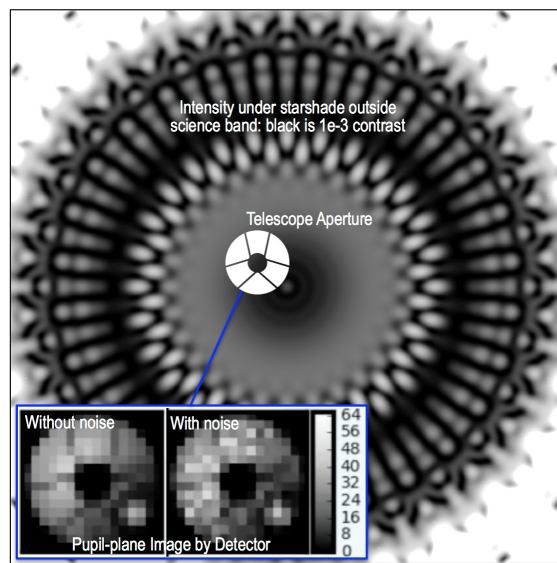 Intensity under starshade outside
science band: black is 1e-3 contrast
Telescope Aperture
Without noise
With noise
64
56
48
40
32
24
16
8
0
Pupil-plane Image by Detector